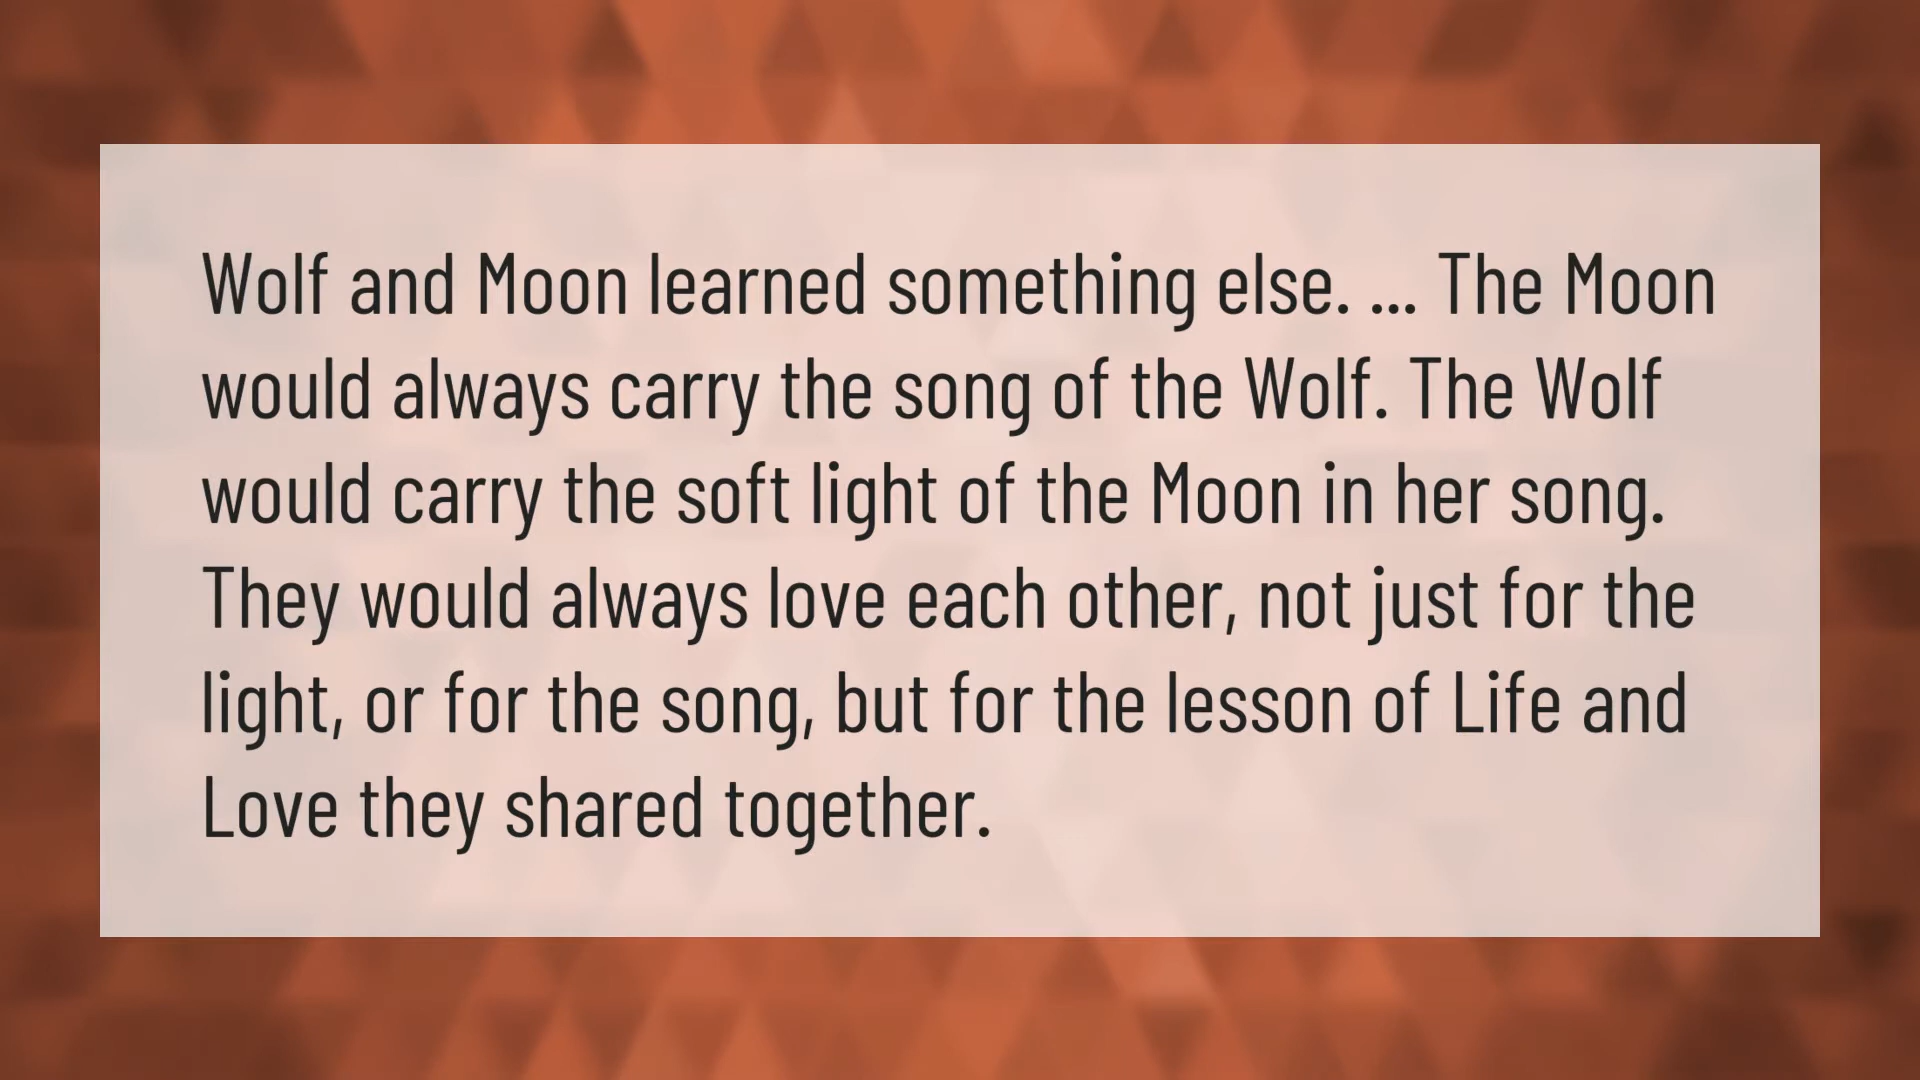 Wolf and Moon learned something else. ... The Moon
would always carry the song of the Wolf. The Wolf
would carry the soft light of the Moon in her song.
They would always love each other, not just for the
light, or for the song, but for the lesson of Life and
Love they shared together.